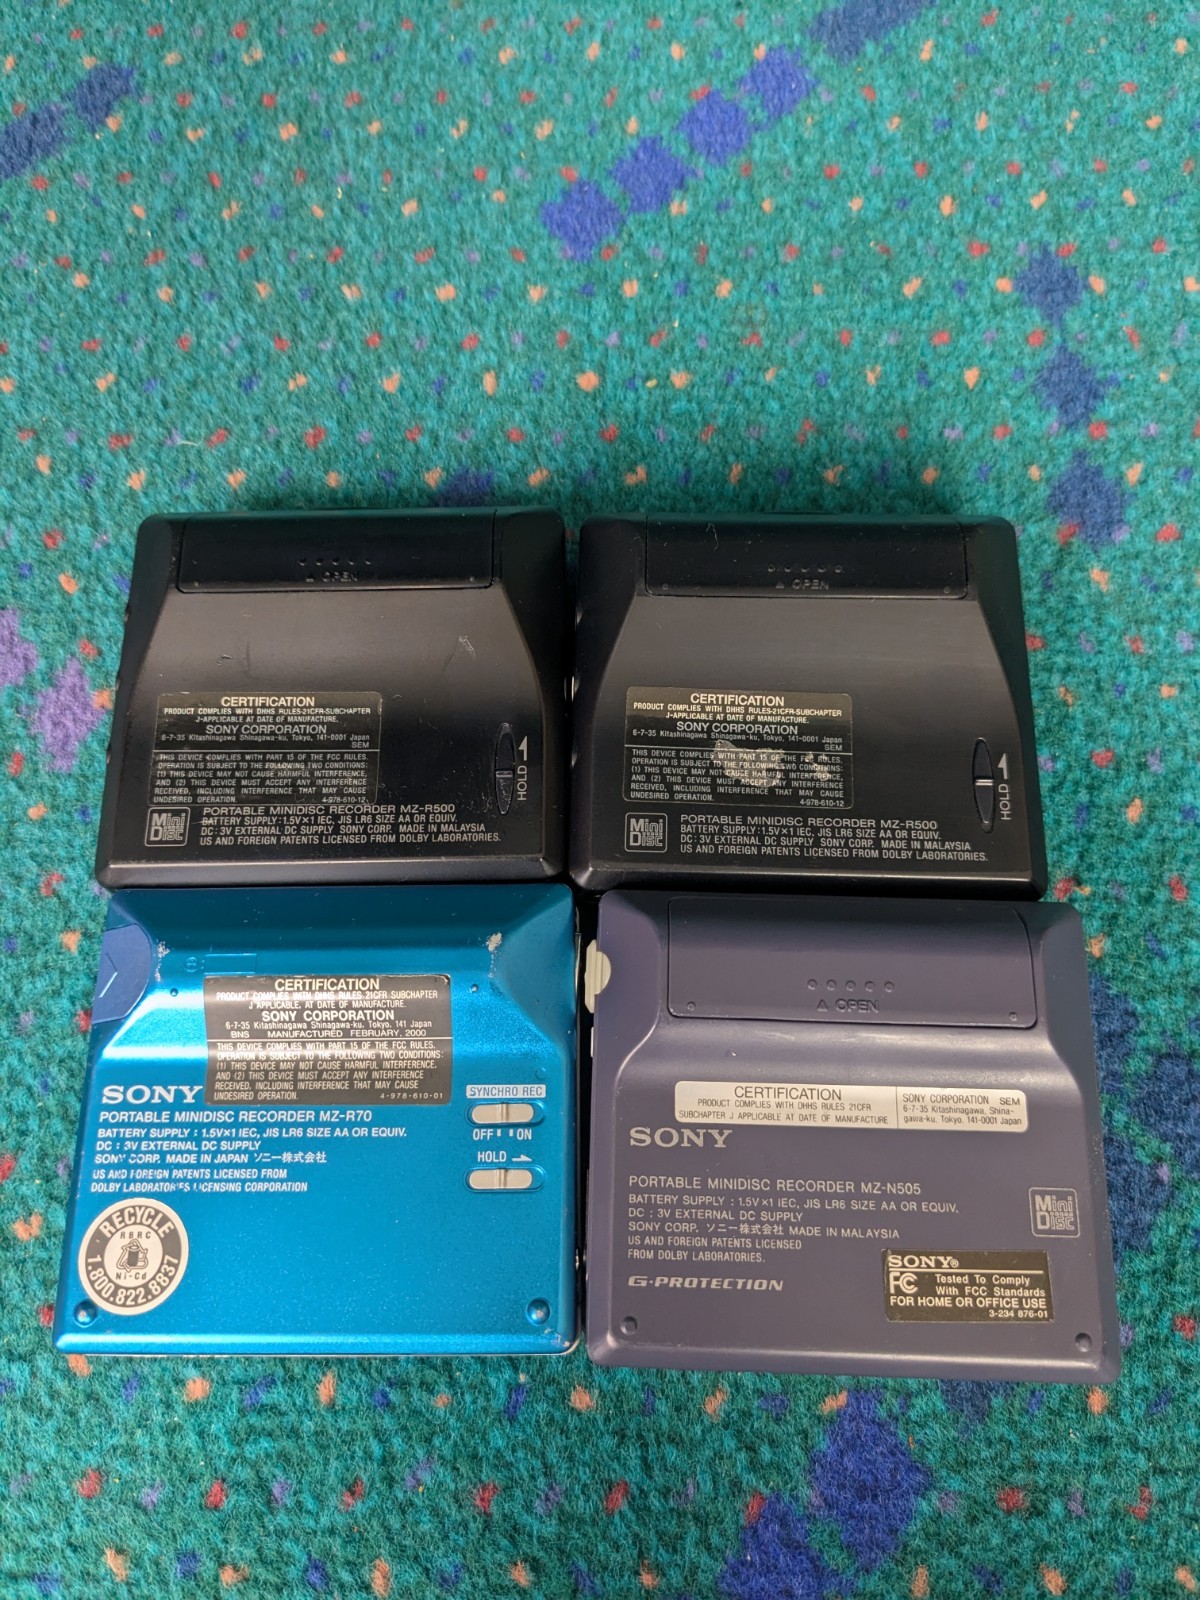 ▲ OPEN
CERTIFICATION
PRODUCT COMPLIES WITH DHHS RULES-21CFR-SUBCHAPTER
J-APPLICABLE AT DATE OF MANUFACTURE.
SONY CORPORATION
6-7-35 Kitashinagawa Shinagawa-ku, Tokyo, 141-0001 Japan
SEM
THIS DEVICE COMPLIES WITH PART 15 OF THE FCC RULES.
OPERATION IS SUBJECT TO THE FOLLOWING TWO CONDITIONS:
(1) THIS DEVICE MAY NOT CAUSE HARMFUL INTERFERENCE,
AND (2) THIS DEVICE MUST ACCEPT ANY INTERFERENCE
RECEIVED, INCLUDING INTERFERENCE THAT MAY CAUSE
UNDESIRED OPERATION. 4-978-610-12
HOLD
Mini Disc
PORTABLE MINIDISC RECORDER MZ-R500
BATTERY SUPPLY:1.5V×1 IEC, JIS LR6 SIZE AA OR EQUIV.
DC: 3V EXTERNAL DC SUPPLY SONY CORP. MADE IN MALAYSIA
US AND FOREIGN PATENTS LICENSED FROM DOLBY LABORATORIES.
▲ OPEN
CERTIFICATION
PRODUCT COMPLIES WITH DHHS RULES-21CFR-SUBCHAPTER
J-APPLICABLE AT DATE OF MANUFACTURE.
SONY CORPORATION
6-7-35 Kitashinagawa Shinagawa-ku, Tokyo, 141-0001 Japan
SEM
THIS DEVICE COMPLIES WITH PART 15 OF THE FCC RULES.
OPERATION IS SUBJECT TO THE FOLLOWING TWO CONDITIONS:
(1) THIS DEVICE MAY NOT CAUSE HARMFUL INTERFERENCE,
AND (2) THIS DEVICE MUST ACCEPT ANY INTERFERENCE
RECEIVED, INCLUDING INTERFERENCE THAT MAY CAUSE
UNDESIRED OPERATION. 4-978-610-12
HOLD
Mini Disc
PORTABLE MINIDISC RECORDER MZ-R500
BATTERY SUPPLY:1.5V×1 IEC, JIS LR6 SIZE AA OR EQUIV.
DC: 3V EXTERNAL DC SUPPLY SONY CORP. MADE IN MALAYSIA
US AND FOREIGN PATENTS LICENSED FROM DOLBY LABORATORIES.
CERTIFICATION
PRODUCT COMPLIES WITH DHHS RULES 21CFR SUBCHAPTER
J APPLICABLE, AT DATE OF MANUFACTURE.
SONY CORPORATION
6-7-35 Kitashinagawa Shinagawa-ku, Tokyo, 141 Japan
BNS MANUFACTURED FEBRUARY, 2000
THIS DEVICE COMPLIES WITH PART 15 OF THE FCC RULES.
OPERATION IS SUBJECT TO THE FOLLOWING TWO CONDITIONS:
(1) THIS DEVICE MAY NOT CAUSE HARMFUL INTERFERENCE,
AND (2) THIS DEVICE MUST ACCEPT ANY INTERFERENCE
RECEIVED, INCLUDING INTERFERENCE THAT MAY CAUSE
UNDESIRED OPERATION. 4-978-610-01
SONY
PORTABLE MINIDISC RECORDER MZ-R70
BATTERY SUPPLY : 1.5V×1 IEC, JIS LR6 SIZE AA OR EQUIV.
DC : 3V EXTERNAL DC SUPPLY
SONY CORP. MADE IN JAPAN ソニー株式会社
US AND FOREIGN PATENTS LICENSED FROM
DOLBY LABORATORIES LICENSING CORPORATION
SYNCHRO REC
OFF ON
HOLD
RECYCLE
RBRC
Ni-Cd
1.800.822.8837
▲ OPEN
CERTIFICATION
PRODUCT COMPLIES WITH DHHS RULES 21CFR
SUBCHAPTER J APPLICABLE AT DATE OF MANUFACTURE
SONY CORPORATION SEM
6-7-35 Kitashinagawa, Shina-
gawa-ku, Tokyo, 141-0001 Japan
SONY
PORTABLE MINIDISC RECORDER MZ-N505
BATTERY SUPPLY : 1.5V×1 IEC, JIS LR6 SIZE AA OR EQUIV.
DC : 3V EXTERNAL DC SUPPLY
SONY CORP. ソニー株式会社 MADE IN MALAYSIA
US AND FOREIGN PATENTS LICENSED
FROM DOLBY LABORATORIES.
G-PROTECTION
Mini Disc
SONY®
FC Tested To Comply
With FCC Standards
FOR HOME OR OFFICE USE
3-234 876-01